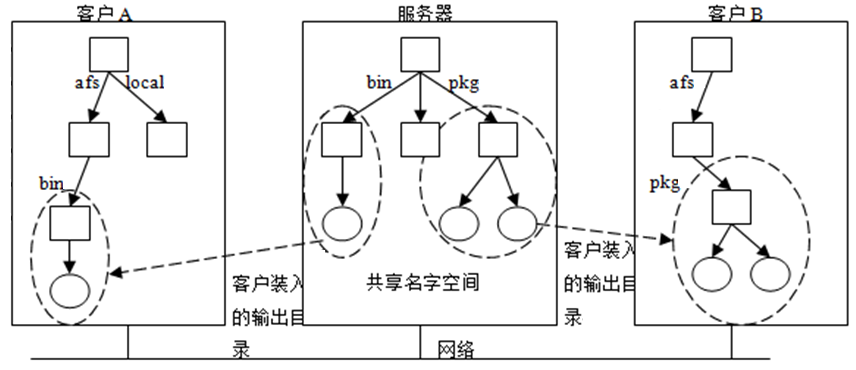 客户 A
服务器
客户 B
afs
local
bin
pkg
afs
bin
pkg
客户装入
的输出目
录
共享名字空间
客户装入
的输出目
录
网络